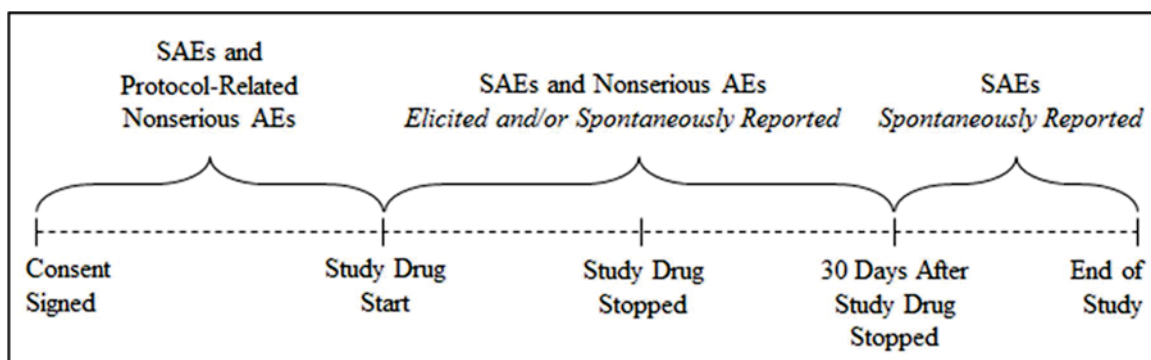 SAEs and
Protocol-Related
Nonserious AEs
SAEs and Nonserious AEs
Elicited and/or Spontaneously Reported
SAEs
Spontaneously Reported
Consent
Signed
Study Drug
Start
Study Drug
Stopped
30 Days After
Study Drug
Stopped
End of
Study